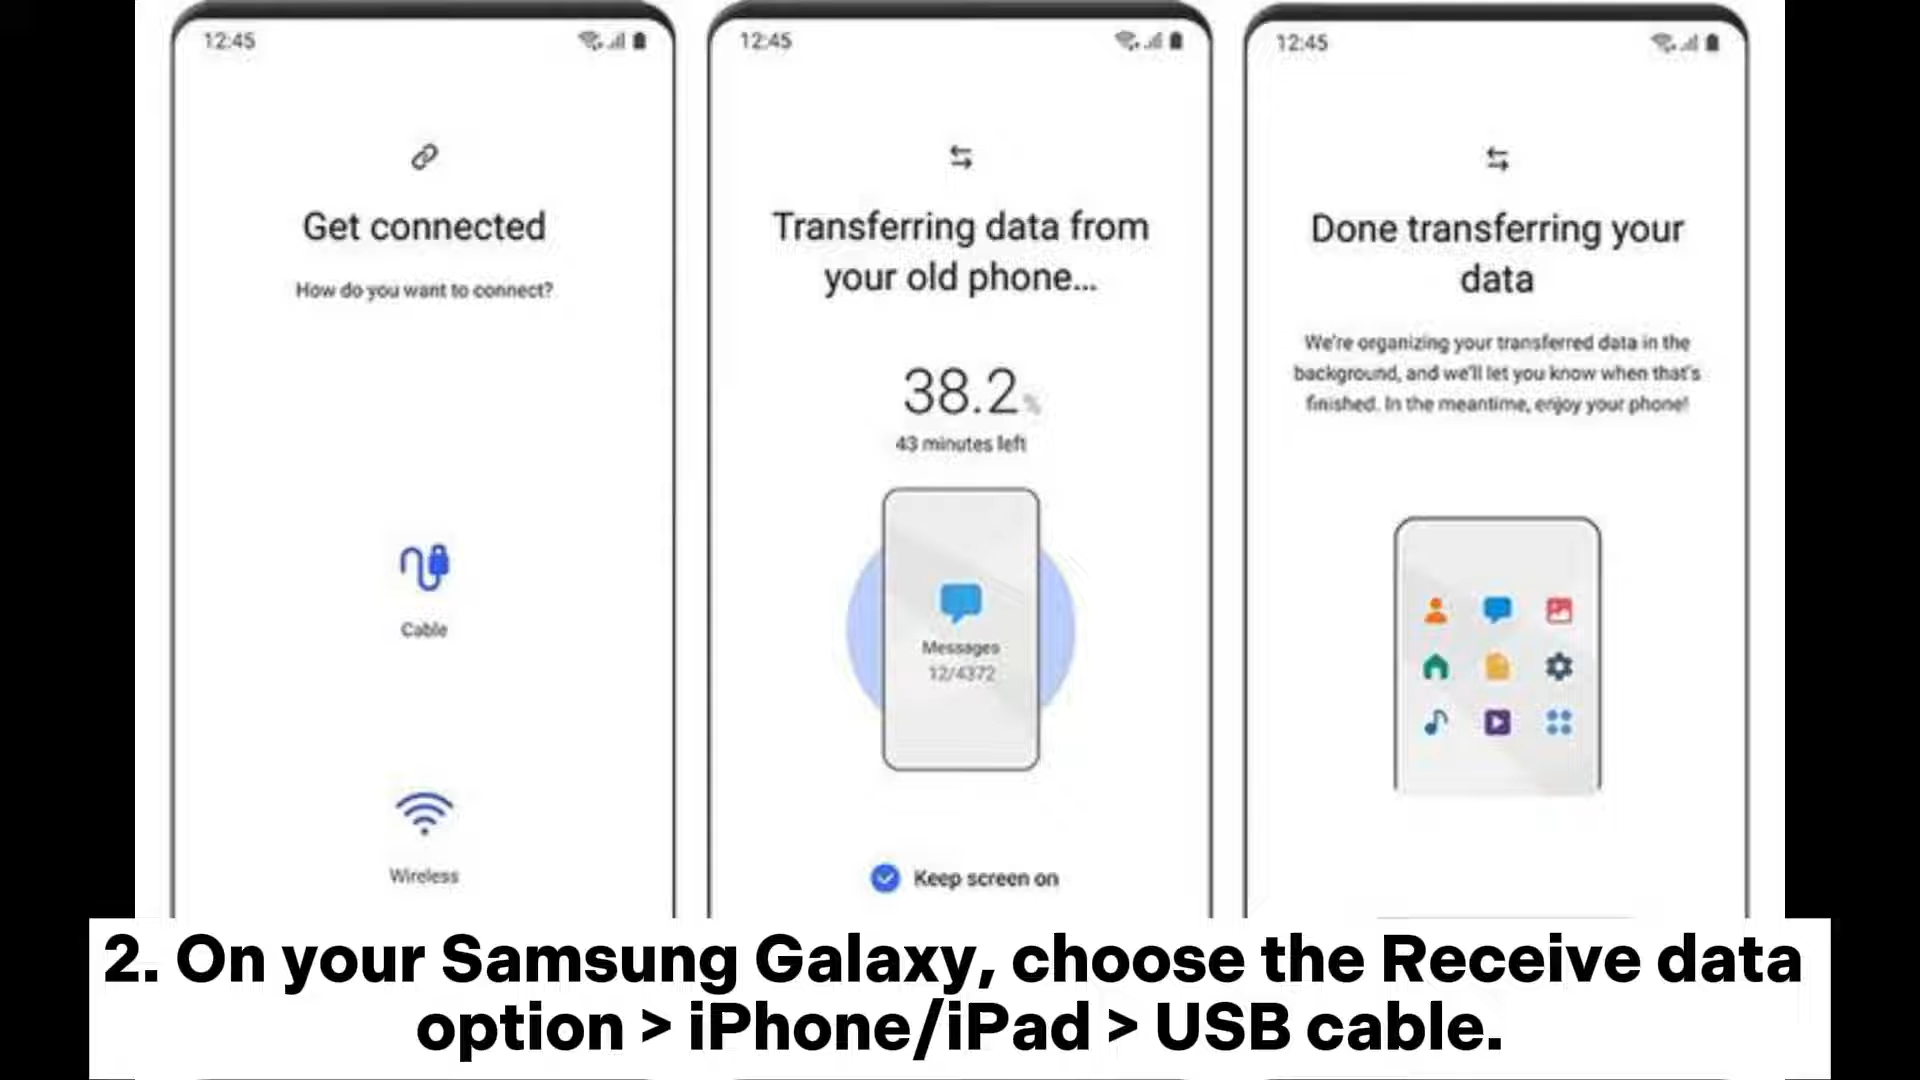 12:45
Get connected
How do you want to connect?
Cable
Wireless
12:45
Transferring data from
your old phone...
38.2%
43 minutes left
Messages
12/4372
Keep screen on
12:45
Done transferring your
data
We're organizing your transferred data in the
background, and we'll let you know when that's
finished. In the meantime, enjoy your phone!
2. On your Samsung Galaxy, choose the Receive data
option > iPhone/iPad > USB cable.